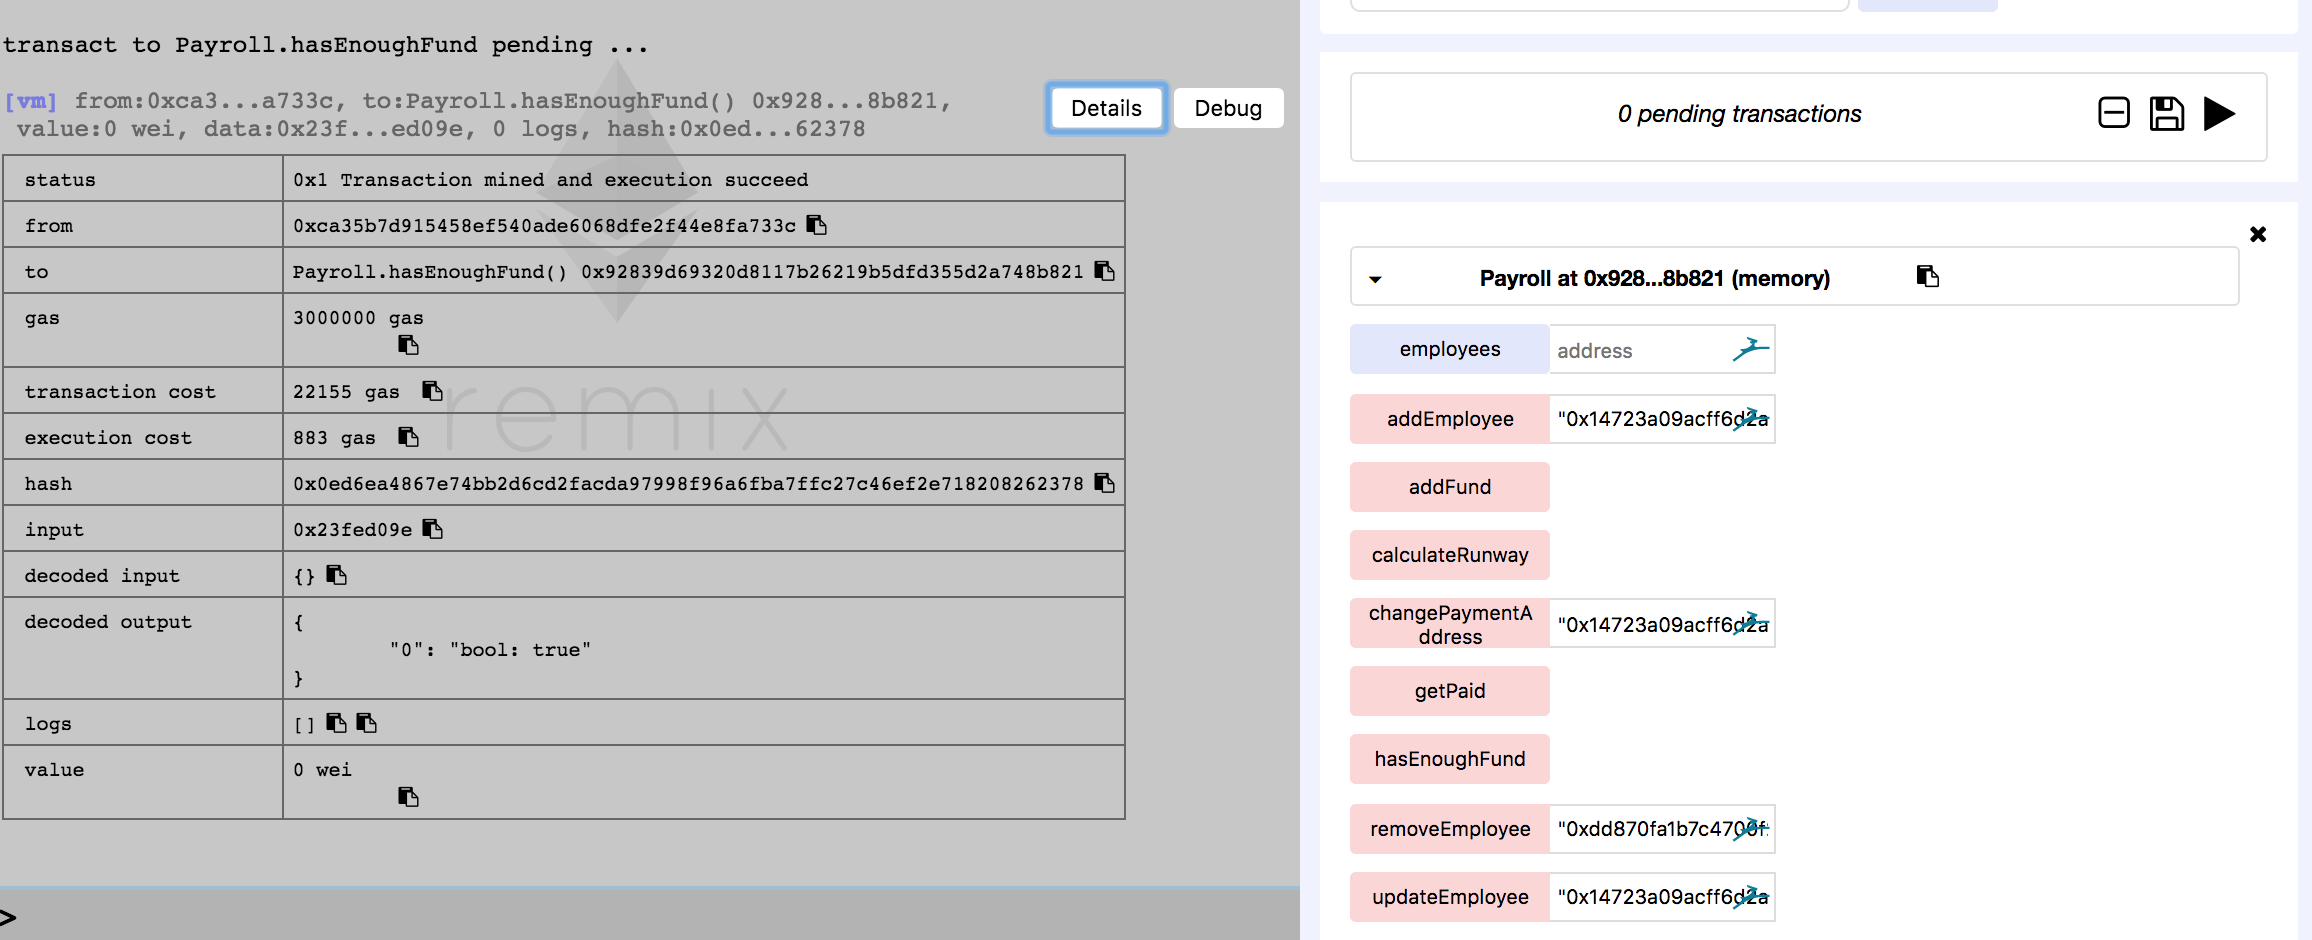 transact to Payroll.hasEnoughFund pending ...
[vm] from:0xca3...a733c, to:Payroll.hasEnoughFund() 0x928...8b821,
value:0 wei, data:0x23f...ed09e, 0 logs, hash:0x0ed...62378
Details
Debug
status 0x1 Transaction mined and execution succeed
from 0xca35b7d915458ef540ade6068dfe2f44e8fa733c
to Payroll.hasEnoughFund() 0x92839d69320d8117b26219b5dfd355d2a748b821
gas 3000000 gas
transaction cost 22155 gas
execution cost 883 gas
hash 0x0ed6ea4867e74bb2d6cd2facda97998f96a6fba7ffc27c46ef2e718208262378
input 0x23fed09e
decoded input {}
decoded output {
"0": "bool: true"
}
logs []
value 0 wei
remix
>
0 pending transactions
Payroll at 0x928...8b821 (memory)
employees address
addEmployee "0x14723a09acff6d2a
addFund
calculateRunway
changePaymentA
ddress "0x14723a09acff6d2a
getPaid
hasEnoughFund
removeEmployee
updateEmployee "0x14723a09acff6d2a